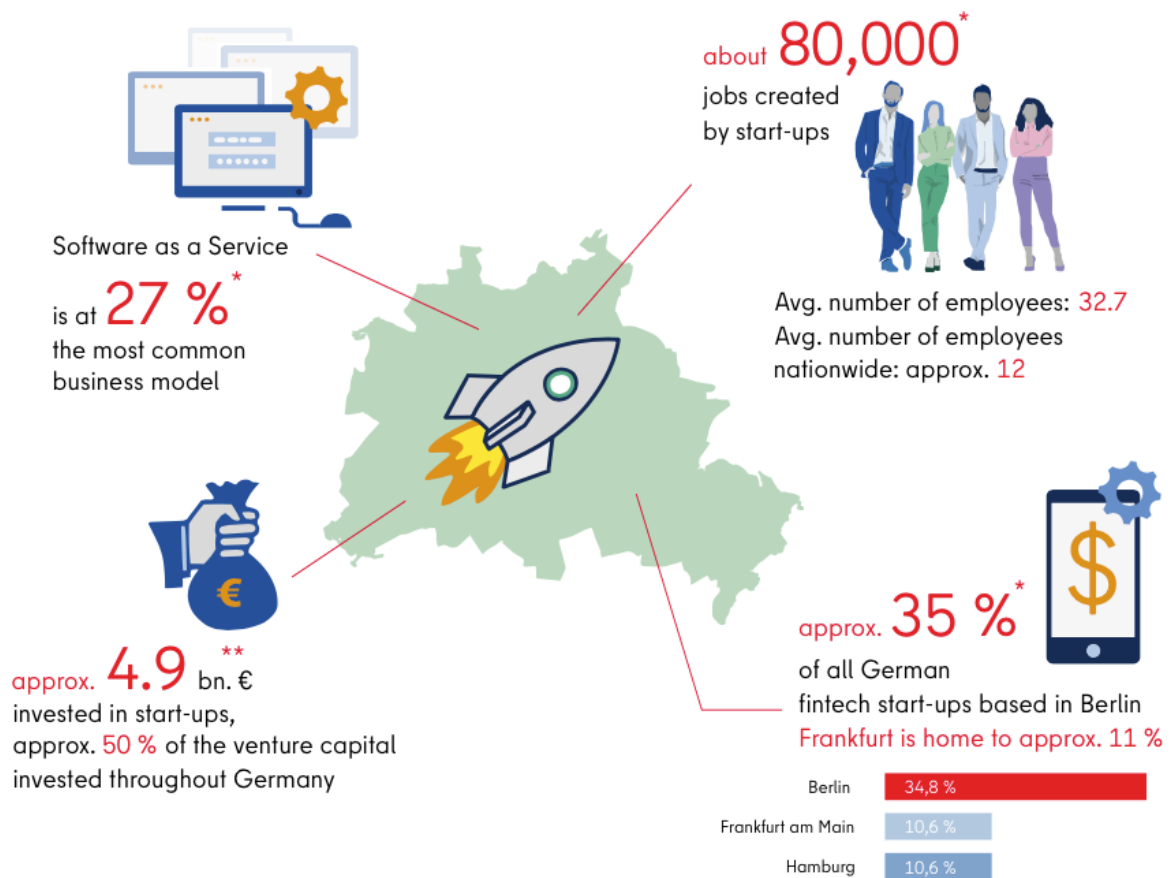 Software as a Service
is at 27 %*
the most common
business model
about 80,000*
jobs created
by start-ups
Avg. number of employees: 32.7
Avg. number of employees
nationwide: approx. 12
€
approx. 4.9** bn. €
invested in start-ups,
approx. 50 % of the venture capital
invested throughout Germany
$
approx. 35 %*
of all German
fintech start-ups based in Berlin
Frankfurt is home to approx. 11 %
Berlin 34,8 %
Frankfurt am Main 10,6 %
Hamburg 10,6 %